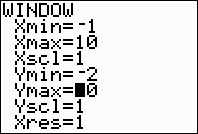 WINDOW
Xmin=-1
Xmax=10
Xscl=1
Ymin=-2
Ymax=0
Yscl=1
Xres=1